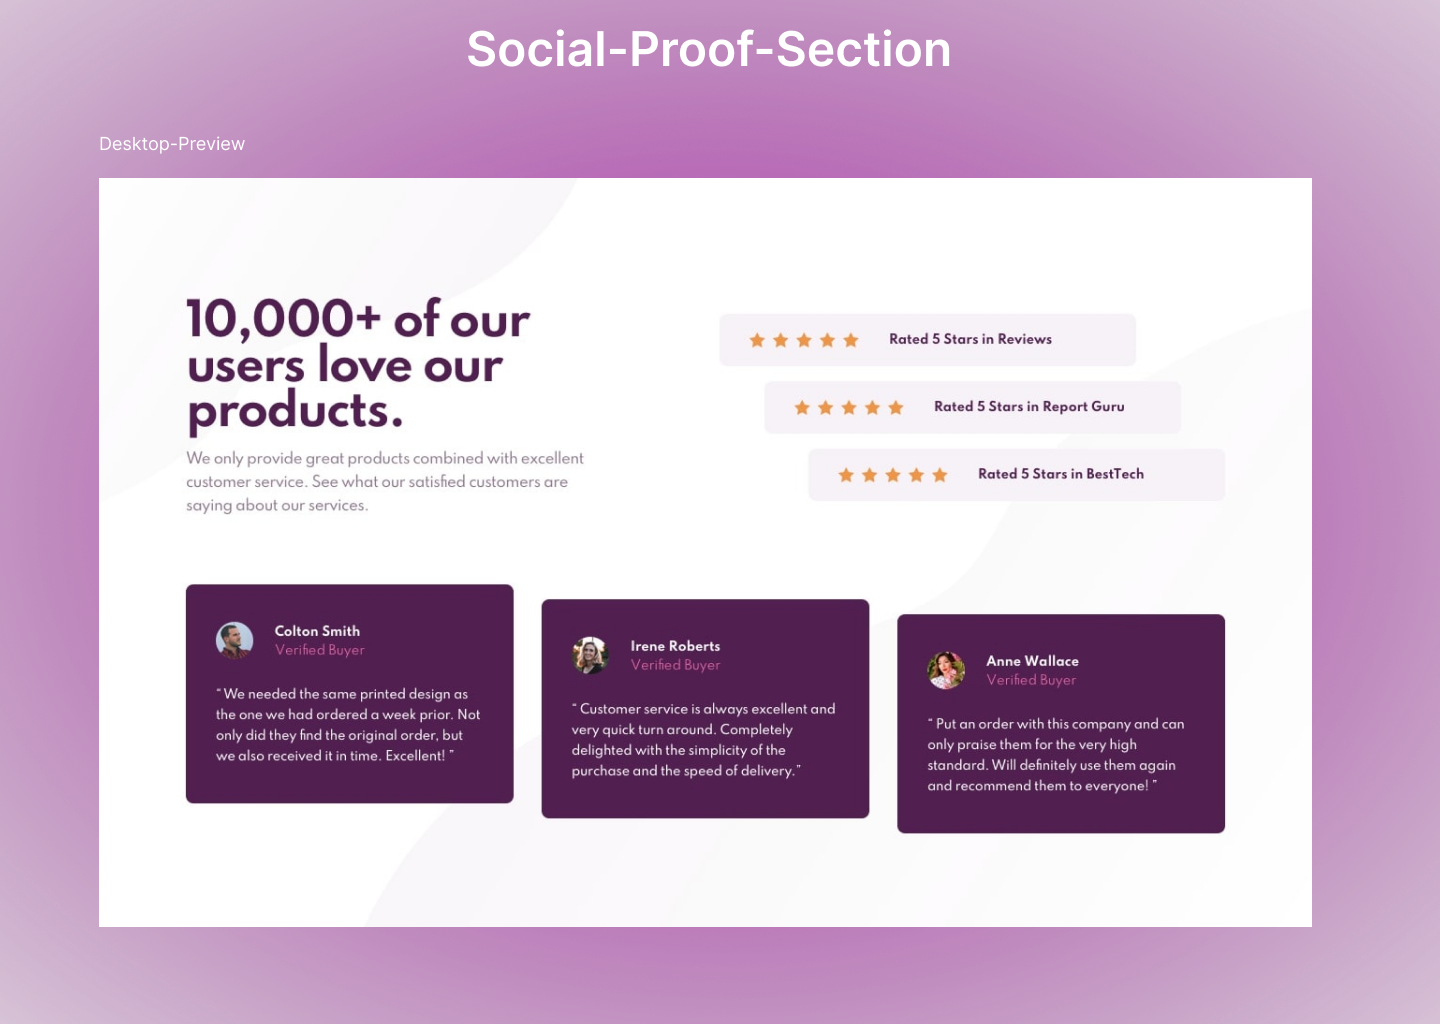 Social-Proof-Section
Desktop-Preview
10,000+ of our
users love our
products.
We only provide great products combined with excellent
customer service. See what our satisfied customers are
saying about our services.
Rated 5 Stars in Reviews
Rated 5 Stars in Report Guru
Rated 5 Stars in BestTech
Colton Smith
Verified Buyer
“ We needed the same printed design as
the one we had ordered a week prior. Not
only did they find the original order, but
we also received it in time. Excellent! ”
Irene Roberts
Verified Buyer
“ Customer service is always excellent and
very quick turn around. Completely
delighted with the simplicity of the
purchase and the speed of delivery.”
Anne Wallace
Verified Buyer
“ Put an order with this company and can
only praise them for the very high
standard. Will definitely use them again
and recommend them to everyone! ”